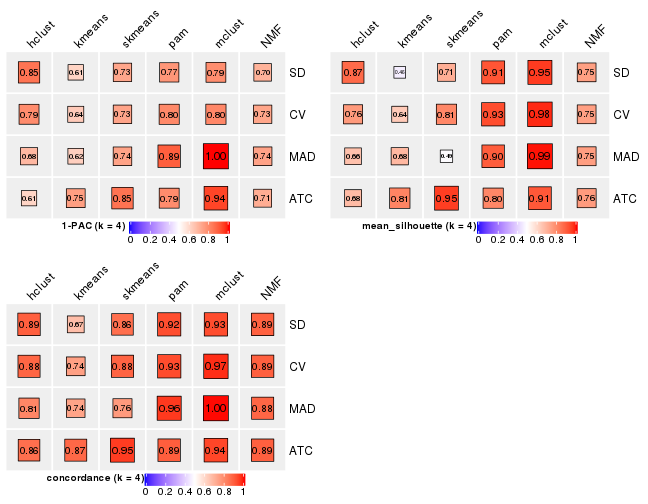 hclust kmeans skmeans pam mclust NMF
0.85 0.61 0.73 0.77 0.79 0.70 SD
0.79 0.64 0.73 0.80 0.80 0.73 CV
0.68 0.62 0.74 0.89 1.00 0.74 MAD
0.61 0.75 0.85 0.79 0.94 0.71 ATC
1-PAC (k = 4)
0 0.2 0.4 0.6 0.8 1
hclust kmeans skmeans pam mclust NMF
0.87 0.46 0.71 0.91 0.95 0.75 SD
0.76 0.64 0.81 0.93 0.98 0.75 CV
0.66 0.68 0.49 0.90 0.99 0.75 MAD
0.68 0.81 0.95 0.80 0.91 0.76 ATC
mean_silhouette (k = 4)
0 0.2 0.4 0.6 0.8 1
hclust kmeans skmeans pam mclust NMF
0.89 0.67 0.86 0.92 0.93 0.89 SD
0.88 0.74 0.88 0.93 0.97 0.89 CV
0.81 0.74 0.76 0.96 1.00 0.88 MAD
0.86 0.87 0.95 0.89 0.94 0.89 ATC
concordance (k = 4)
0 0.2 0.4 0.6 0.8 1